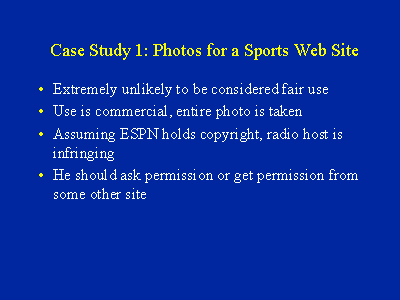 Case Study 1: Photos for a Sports Web Site
• Extremely unlikely to be considered fair use
• Use is commercial, entire photo is taken
• Assuming ESPN holds copyright, radio host is
infringing
• He should ask permission or get permission from
some other site